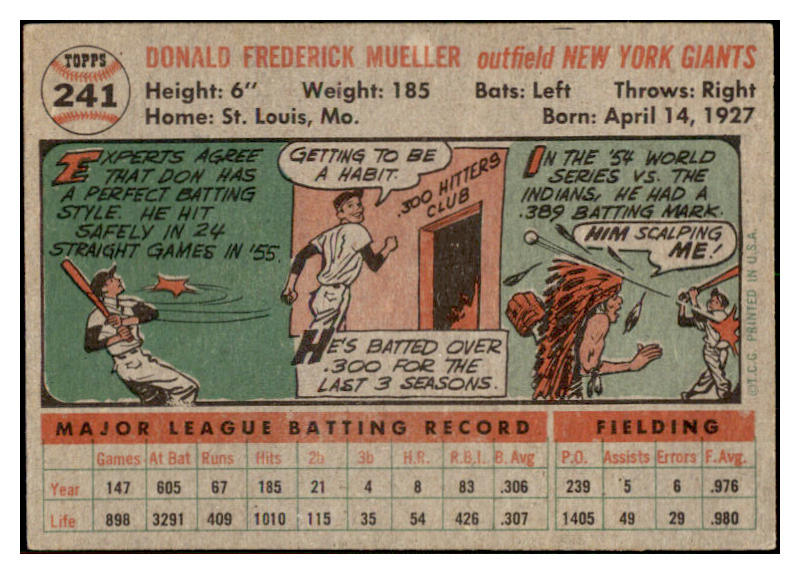 TOPPS
241
DONALD FREDERICK MUELLER outfield NEW YORK GIANTS
Height: 6" Weight: 185 Bats: Left Throws: Right
Home: St. Louis, Mo. Born: April 14, 1927
EXPERTS AGREE
THAT DON HAS
A PERFECT BATTING
STYLE. HE HIT
SAFELY IN 24
STRAIGHT GAMES IN '55.
GETTING TO BE
A HABIT.
.300 HITTERS
CLUB
HE'S BATTED OVER
.300 FOR THE
LAST 3 SEASONS.
IN THE '54 WORLD
SERIES VS. THE
INDIANS, HE HAD A
.389 BATTING MARK.
HIM SCALPING
ME!
©T.C.G. PRINTED IN U.S.A.
MAJOR LEAGUE BATTING RECORD FIELDING
Games At Bat Runs Hits 2b 3b H.R. R.B.I. B. Avg P.O. Assists Errors F. Avg.
Year 147 605 67 185 21 4 8 83 .306 239 5 6 .976
Life 898 3291 409 1010 115 35 54 426 .307 1405 49 29 .980